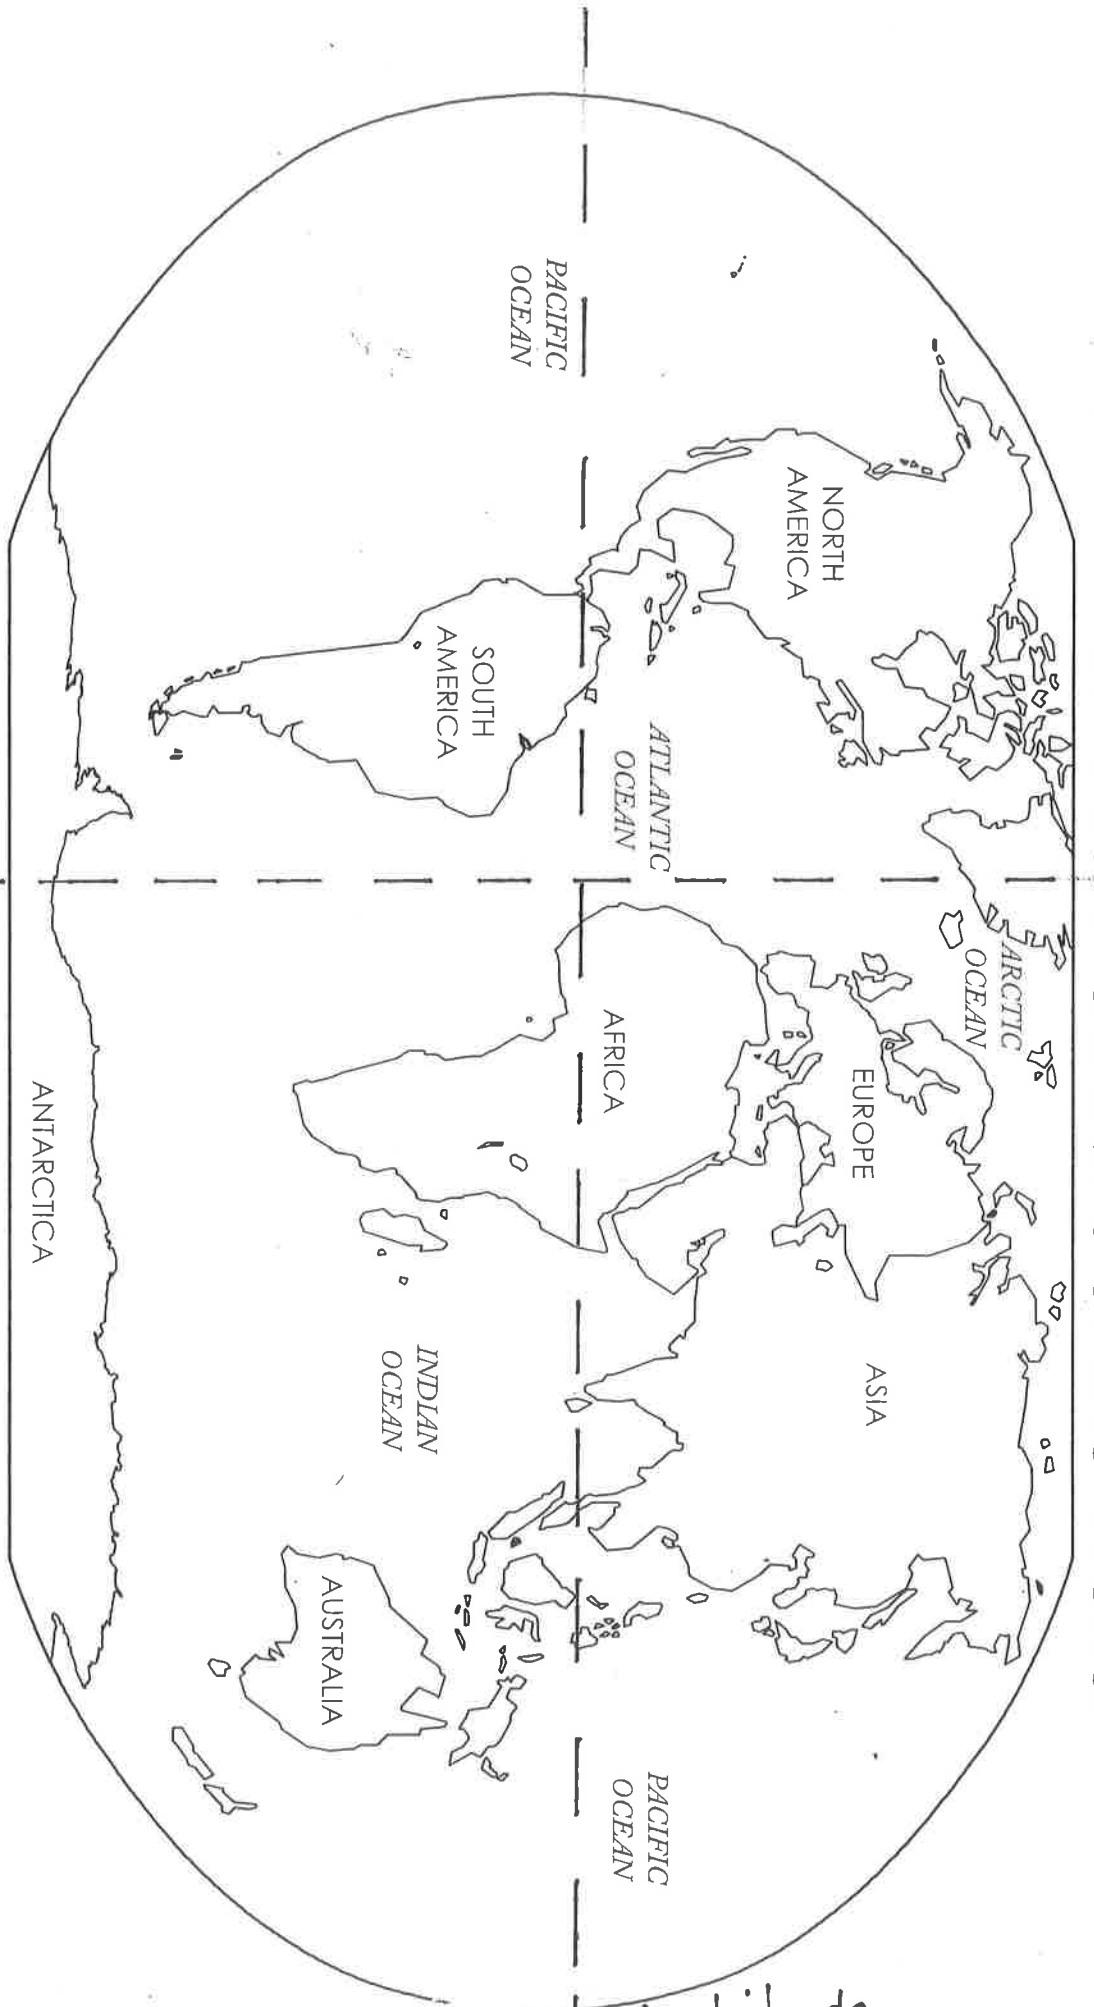 ARCTIC
OCEAN
NORTH
AMERICA
EUROPE
ASIA
ATLANTIC
OCEAN
PACIFIC
OCEAN
AFRICA
PACIFIC
OCEAN
SOUTH
AMERICA
INDIAN
OCEAN
AUSTRALIA
ANTARCTICA